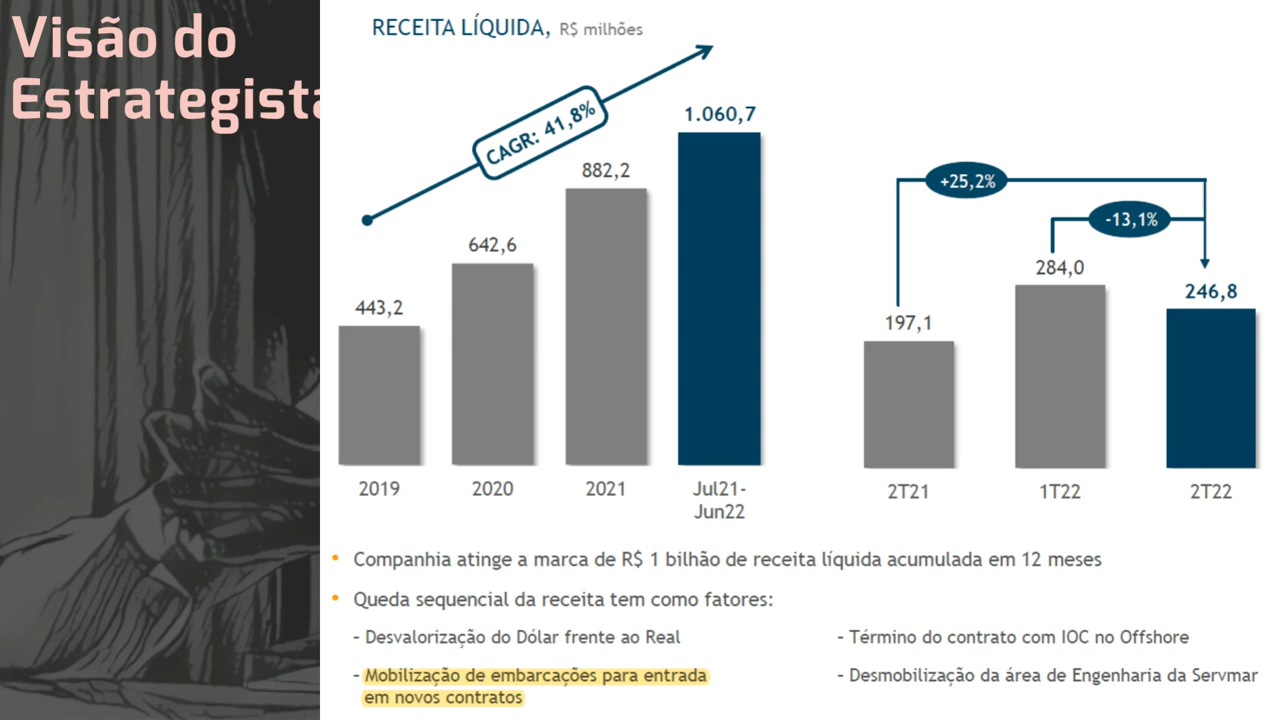 Visão do
Estrategista
RECEITA LÍQUIDA, R$ milhões
CAGR: 41,8%
443,2
642,6
882,2
1.060,7
2019
2020
2021
Jul21-
Jun22
+25,2%
-13,1%
197,1
284,0
246,8
2T21
1T22
2T22
• Companhia atinge a marca de R$ 1 bilhão de receita líquida acumulada em 12 meses
• Queda sequencial da receita tem como fatores:
- Desvalorização do Dólar frente ao Real
- Mobilização de embarcações para entrada
em novos contratos
- Término do contrato com IOC no Offshore
- Desmobilização da área de Engenharia da Servmar